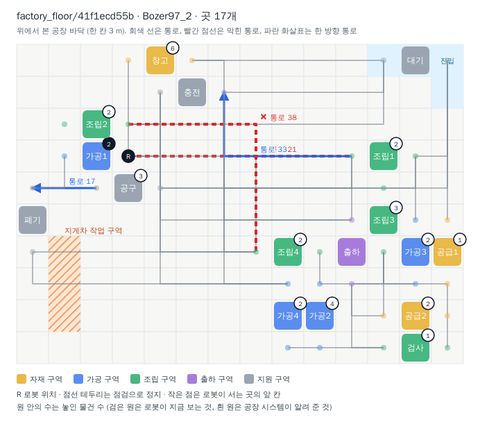 factory_floor/41f1ecd55b · Bozer97_2 · 곳 17개
위에서 본 공장 바닥 (한 칸 3 m). 회색 선은 통로, 빨간 점선은 막힌 통로, 파란 화살표는 한 방향 통로
6
창고
대기
진입
충전
✖ 통로 38
2
조립2
2
가공1
R
통로 33 21
2
조립1
통로 17
3
공구
폐기
3
조립3
지게차 작업 구역
2
조립4
출하
2
가공3
1
공급1
2
가공4
4
가공2
2
공급2
1
검사
자재 구역
가공 구역
조립 구역
출하 구역
지원 구역
R 로봇 위치 · 점선 테두리는 점검으로 정지 · 작은 점은 로봇이 서는 곳의 앞 칸
원 안의 수는 놓인 물건 수 (검은 원은 로봇이 지금 보는 것, 흰 원은 공장 시스템이 알려 준 것)